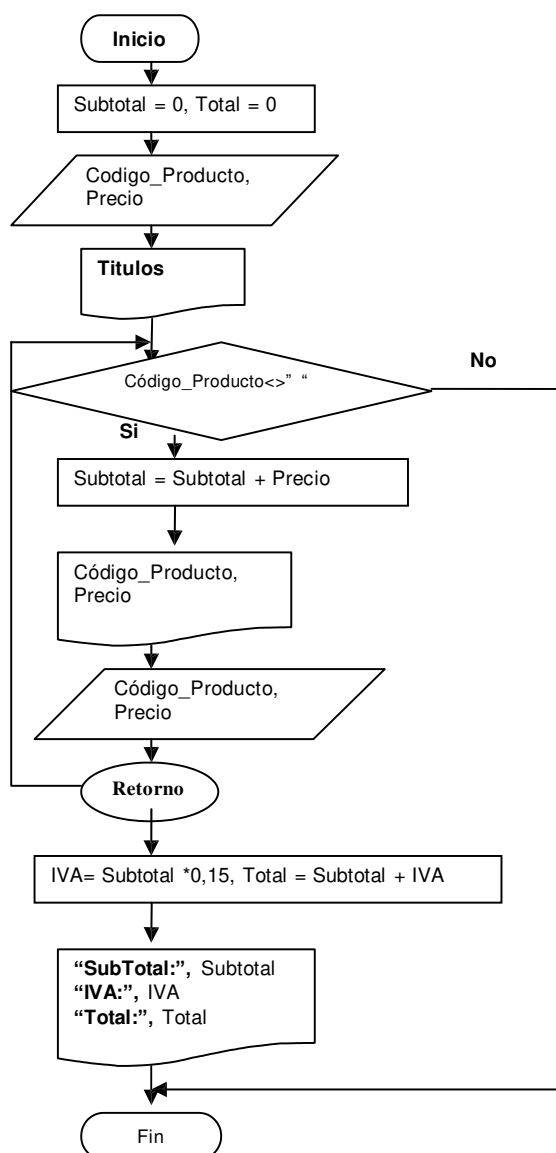 Inicio
Subtotal = 0, Total = 0
Codigo_Producto,
Precio
Titulos
Código_Producto<>” “
No
Si
Subtotal = Subtotal + Precio
Código_Producto,
Precio
Código_Producto,
Precio
Retorno
IVA= Subtotal *0,15, Total = Subtotal + IVA
“SubTotal:”, Subtotal
“IVA:”, IVA
“Total:”, Total
Fin